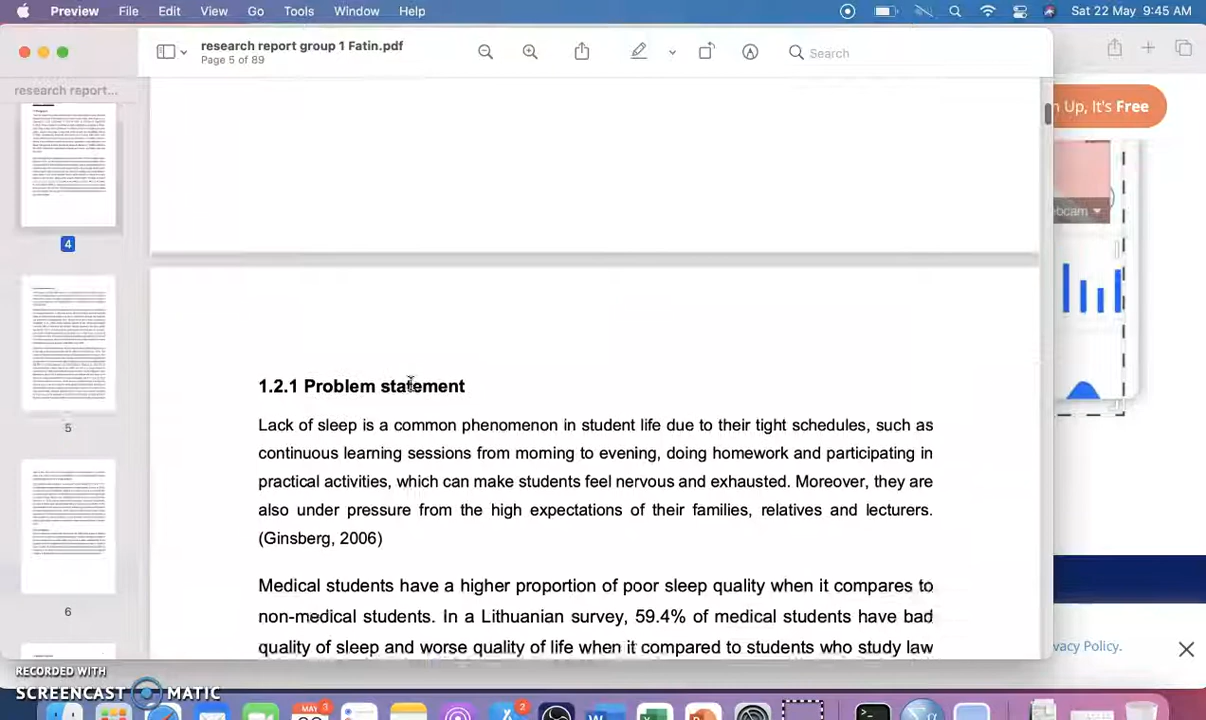 Preview File Edit View Go Tools Window Help Sat 22 May 9:45 AM
research report group 1 Fatin.pdf
Page 5 of 89
Search
research report...
n Up, It's Free
ebcam
4
5
6
1.2.1 Problem statement
Lack of sleep is a common phenomenon in student life due to their tight schedules, such as
continuous learning sessions from morning to evening, doing homework and participating in
practical activities, which can make students feel nervous and exhausted. Moreover, they are
also under pressure from the high expectations of their families, relatives and lecturers.
(Ginsberg, 2006)
Medical students have a higher proportion of poor sleep quality when it compares to
non-medical students. In a Lithuanian survey, 59.4% of medical students have bad
quality of sleep and worse quality of life when it compared to students who study law
vacy Policy.
RECORDED WITH
SCREENCAST MATIC
MAY
1
2